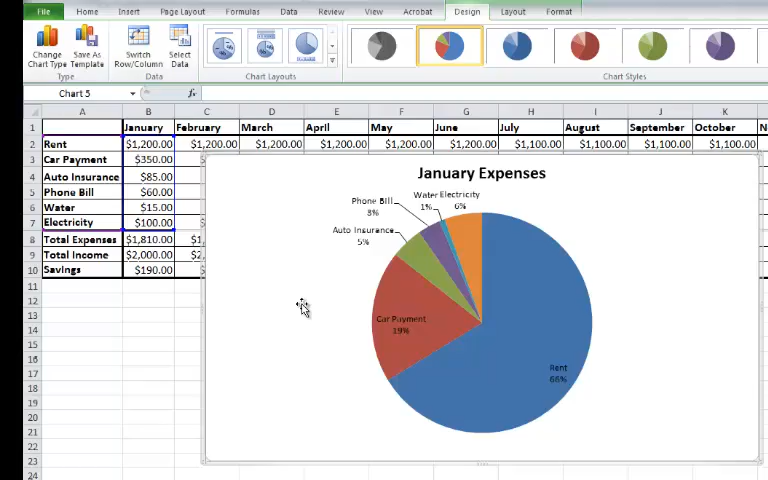 File Home Insert Page Layout Formulas Data Review View Acrobat Design Layout Format
Change Chart Type Save As Template Switch Row/Column Select Data
Type Data Chart Layouts Chart Styles
Chart 5 fx
A B C D E F G H I J K
1 January February March April May June July August September October
2 Rent $1,200.00 $1,200.00 $1,200.00 $1,200.00 $1,200.00 $1,200.00 $1,100.00 $1,100.00 $1,100.00 $1,100.00
3 Car Payment $350.00
4 Auto Insurance $85.00
5 Phone Bill $60.00
6 Water $15.00
7 Electricity $100.00
8 Total Expenses $1,810.00 $1,
9 Total Income $2,000.00 $2,
10 Savings $190.00
11
12
13
14
15
16
17
18
19
20
21
22
23
24
January Expenses
Water Electricity
1% 6%
Phone Bill
3%
Auto Insurance
5%
Car Payment
19%
Rent
66%